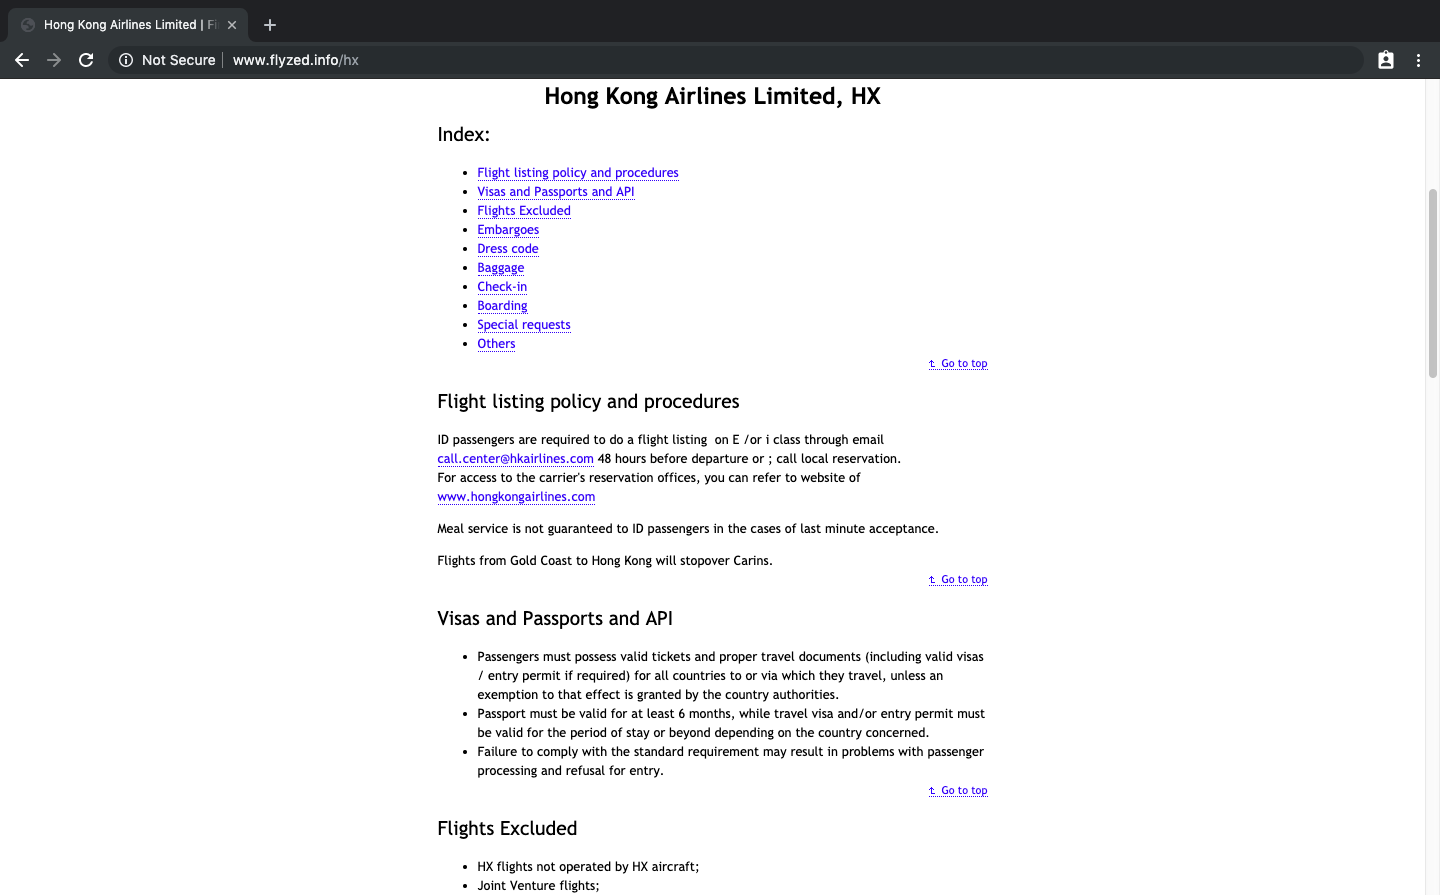 Hong Kong Airlines Limited | Fi
Not Secure
www.flyzed.info/hx
Hong Kong Airlines Limited, HX
Index:
Flight listing policy and procedures
Visas and Passports and API
Flights Excluded
Embargoes
Dress code
Baggage
Check-in
Boarding
Special requests
Others
Go to top
Flight listing policy and procedures
ID passengers are required to do a flight listing  on E /or i class through email
call.center@hkairlines.com 48 hours before departure or ; call local reservation.
For access to the carrier's reservation offices, you can refer to website of
www.hongkongairlines.com
Meal service is not guaranteed to ID passengers in the cases of last minute acceptance.
Flights from Gold Coast to Hong Kong will stopover Carins.
Go to top
Visas and Passports and API
Passengers must possess valid tickets and proper travel documents (including valid visas
/ entry permit if required) for all countries to or via which they travel, unless an
exemption to that effect is granted by the country authorities.
Passport must be valid for at least 6 months, while travel visa and/or entry permit must
be valid for the period of stay or beyond depending on the country concerned.
Failure to comply with the standard requirement may result in problems with passenger
processing and refusal for entry.
Go to top
Flights Excluded
HX flights not operated by HX aircraft;
Joint Venture flights;